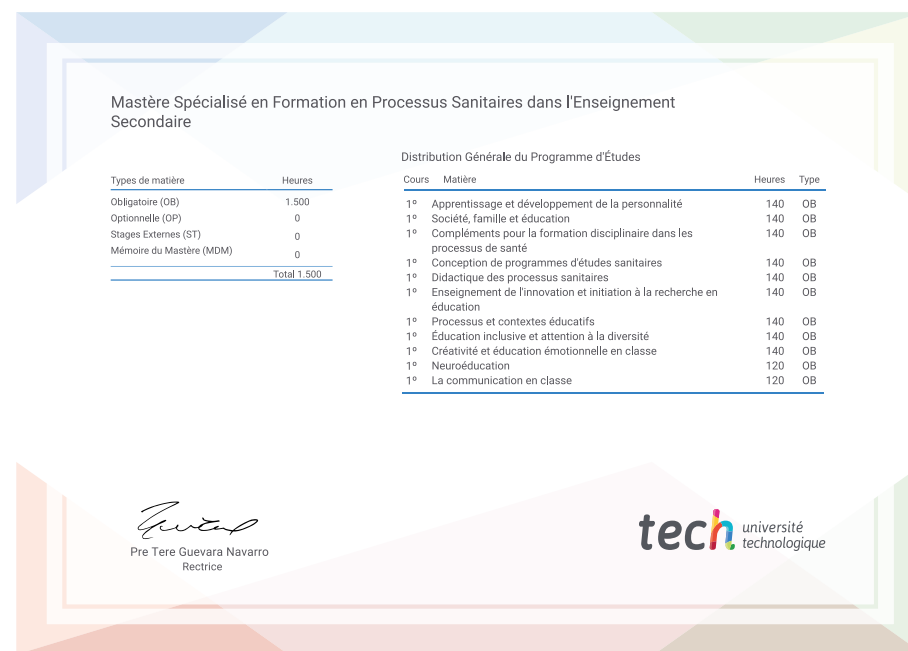 Mastère Spécialisé en Formation en Processus Sanitaires dans l'Enseignement
Secondaire
Types de matière Heures
Obligatoire (OB) 1.500
Optionnelle (OP) 0
Stages Externes (ST) 0
Mémoire du Mastère (MDM) 0
Total 1.500
Distribution Générale du Programme d'Études
Cours Matière Heures Type
1º Apprentissage et développement de la personnalité 140 OB
1º Société, famille et éducation 140 OB
1º Compléments pour la formation disciplinaire dans les 140 OB
processus de santé
1º Conception de programmes d'études sanitaires 140 OB
1º Didactique des processus sanitaires 140 OB
1º Enseignement de l'innovation et initiation à la recherche en 140 OB
éducation
1º Processus et contextes éducatifs 140 OB
1º Éducation inclusive et attention à la diversité 140 OB
1º Créativité et éducation émotionnelle en classe 140 OB
1º Neuroéducation 120 OB
1º La communication en classe 120 OB
Pre Tere Guevara Navarro
Rectrice
tech université
technologique